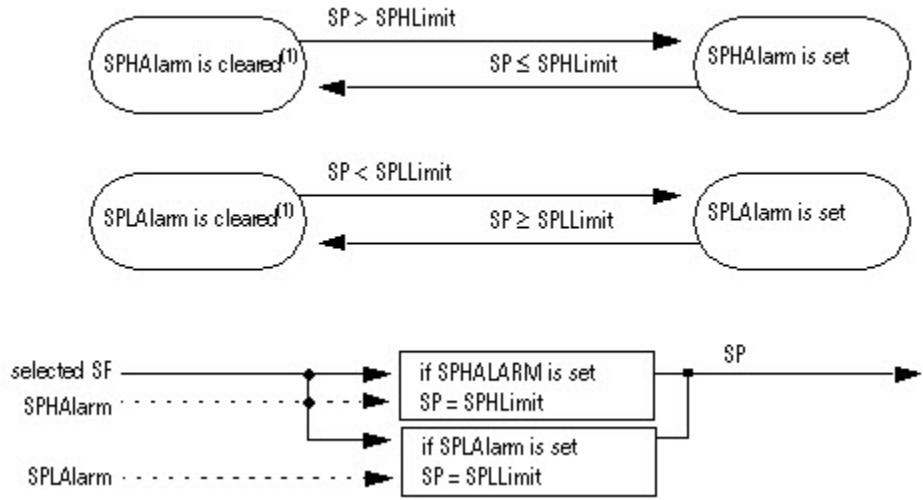 SP > SPHLimit
SPHAlarm is cleared(1)
SP ≤ SPHLimit
SPHAlarm is set
SP < SPLLimit
SPLAlarm is cleared(1)
SP ≥ SPLLimit
SPLAlarm is set
selected SF
if SPHALARM is set
SP = SPHLimit
SP
SPHAlarm
if SPLAlarm is set
SP = SPLLimit
SPLAlarm